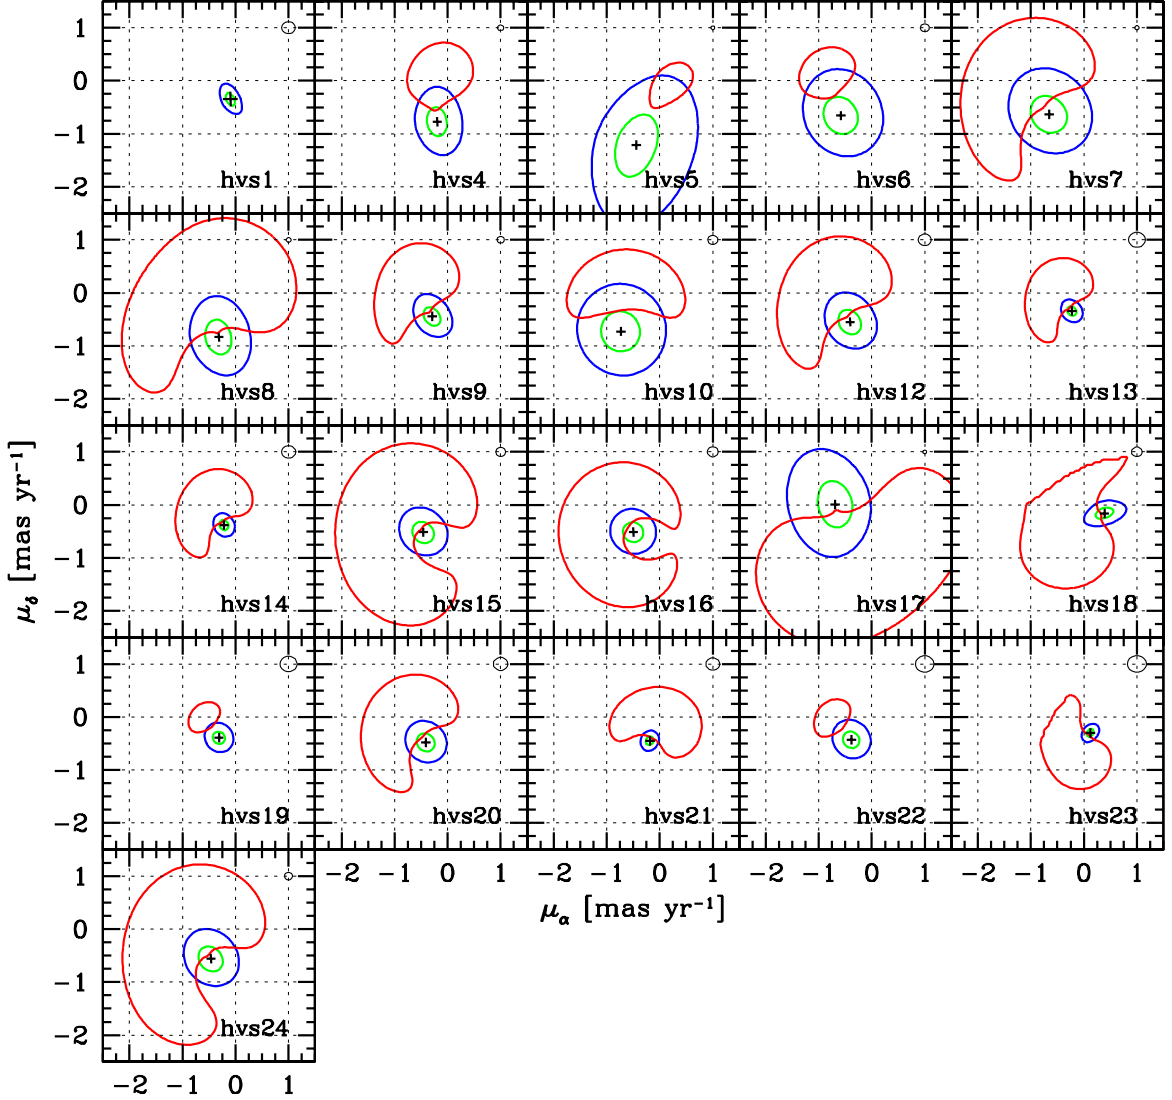 1
0
−1
−2
hvs1 hvs4 hvs5 hvs6 hvs7
1
0
−1
−2
hvs8 hvs9 hvs10 hvs12 hvs13
μδ [mas yr−1]
1
0
−1
−2
hvs14 hvs15 hvs16 hvs17 hvs18
1
0
−1
−2
hvs19 hvs20 hvs21 hvs22 hvs23
1
0
−1
−2
hvs24
−2 −1 0 1 −2 −1 0 1 −2 −1 0 1 −2 −1 0 1
μα [mas yr−1]
−2 −1 0 1